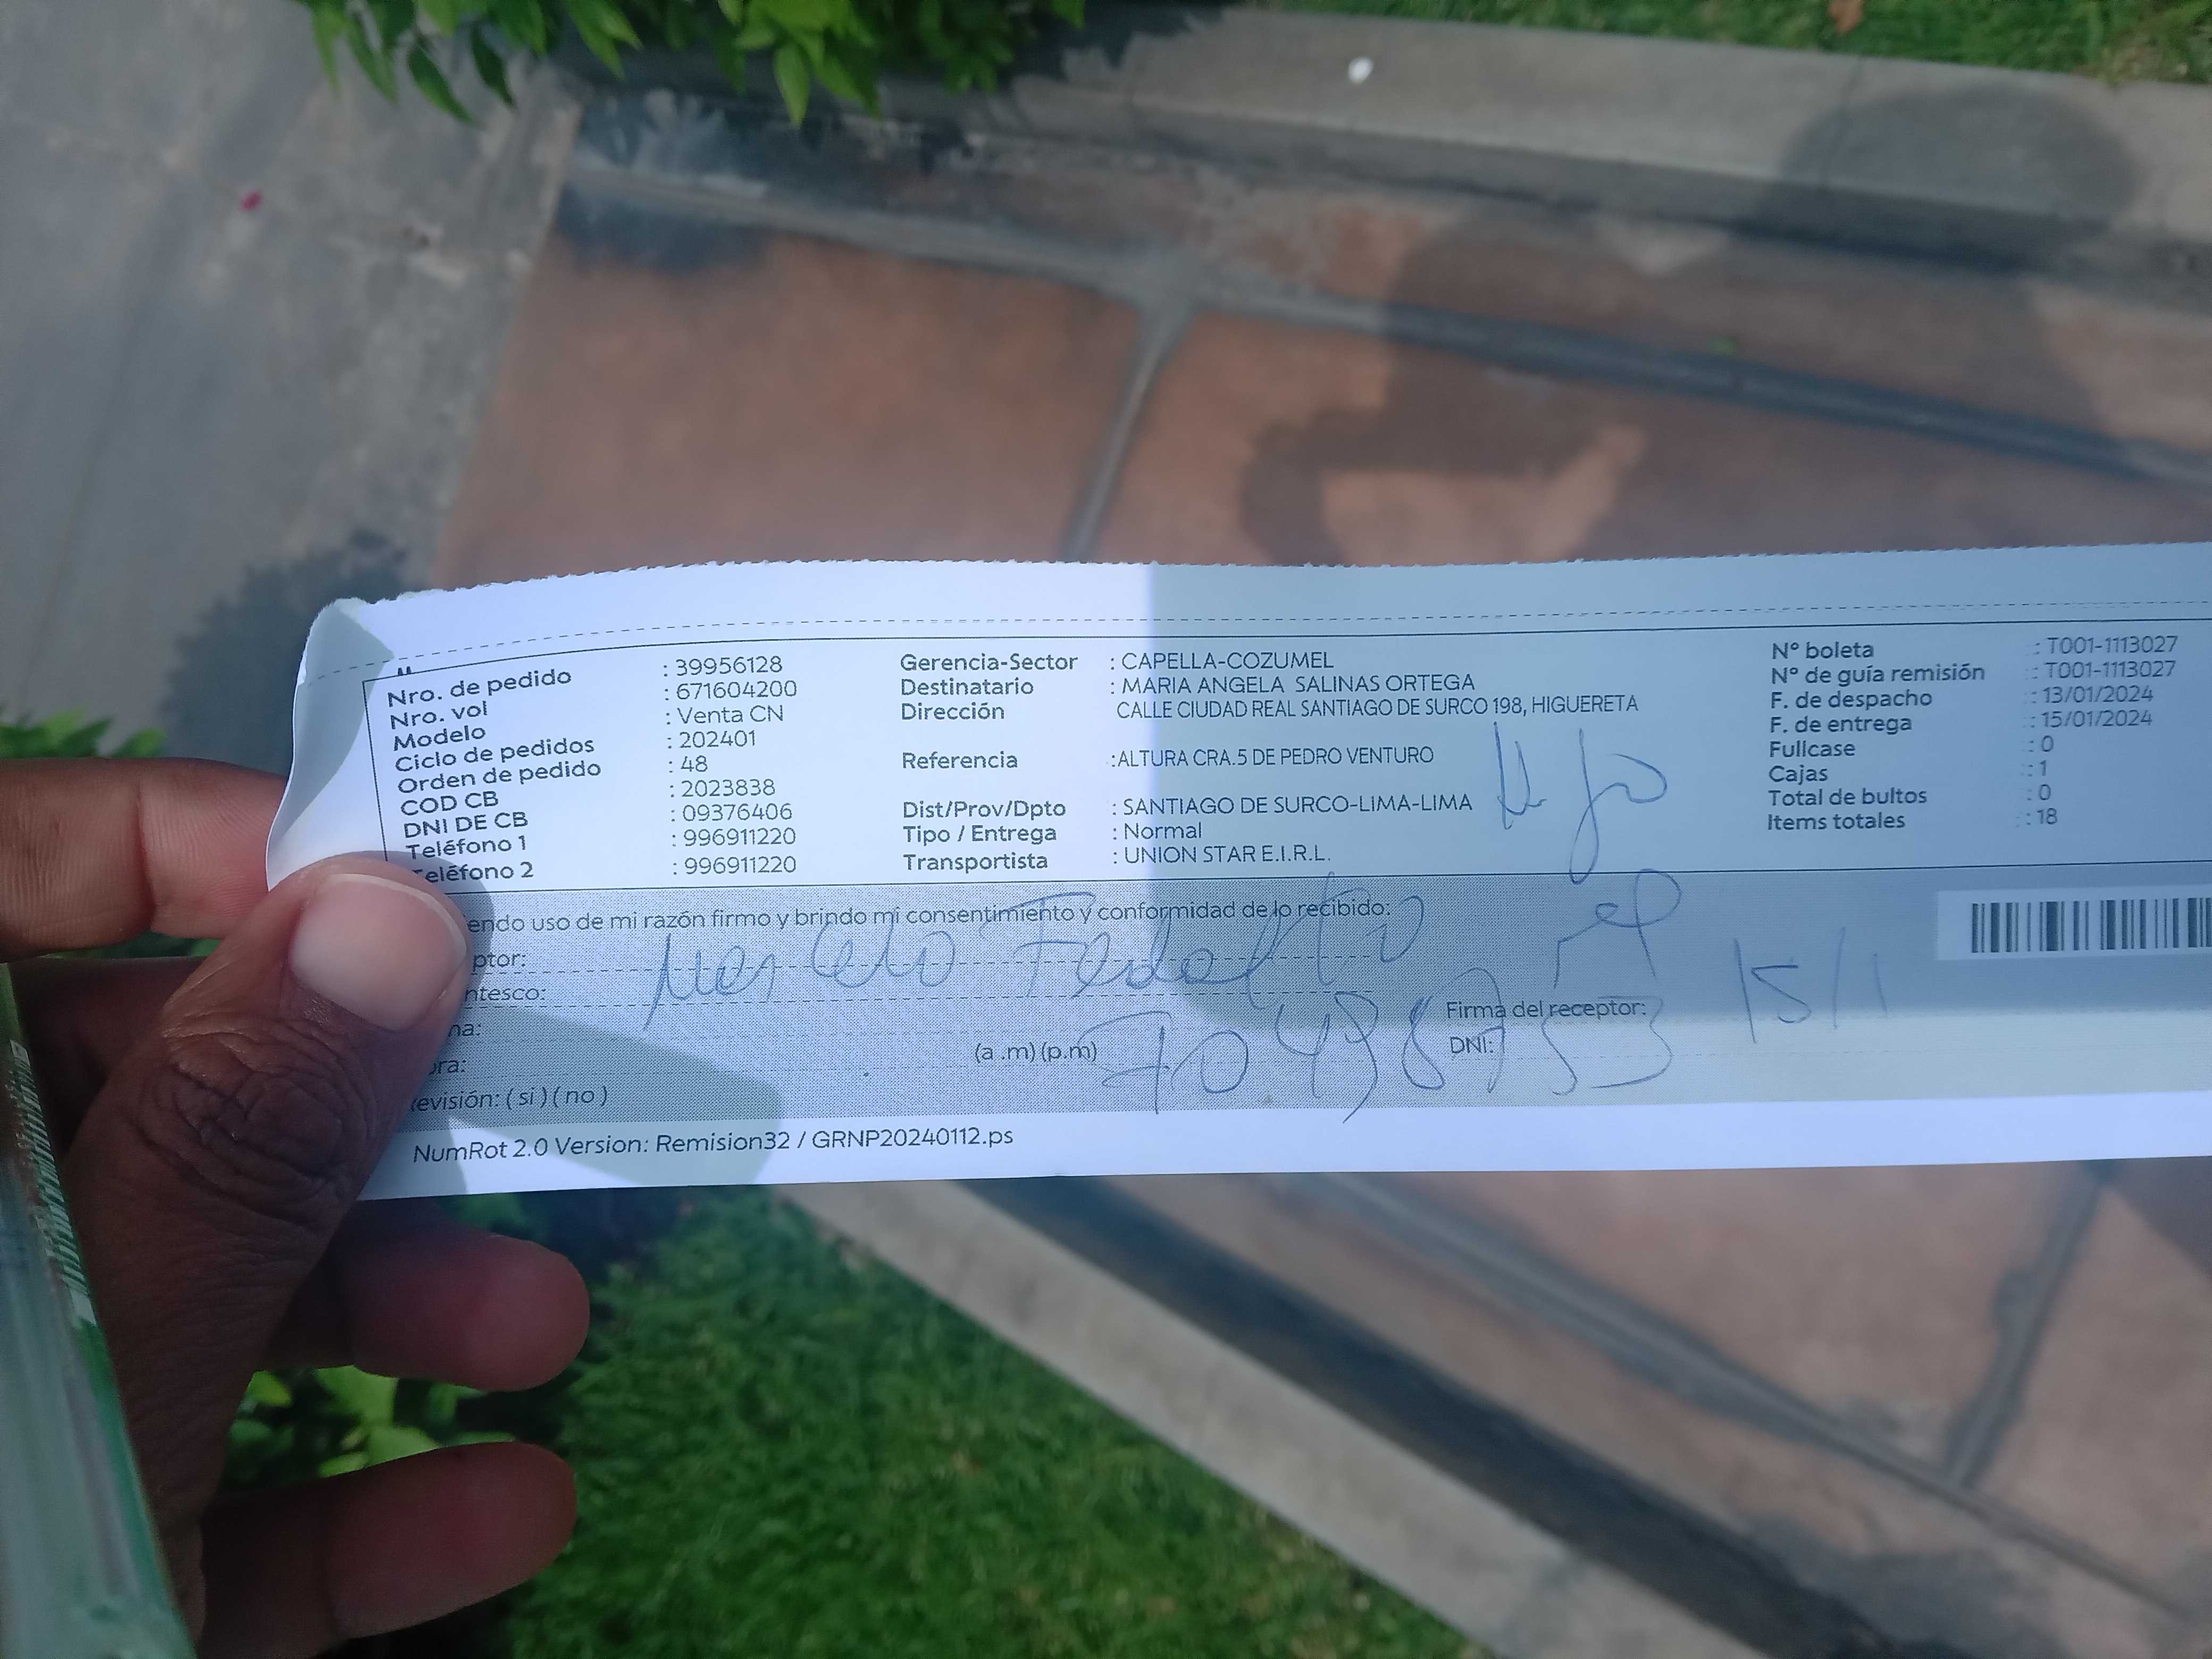 Nro. de pedido : 39956128
Nro. vol : 671604200
Modelo : Venta CN
Ciclo de pedidos : 202401
Orden de pedido : 48
COD CB : 2023838
DNI DE CB : 09376406
Teléfono 1 : 996911220
eléfono 2 : 996911220
Gerencia-Sector : CAPELLA-COZUMEL
Destinatario : MARIA ANGELA SALINAS ORTEGA
Dirección CALLE CIUDAD REAL SANTIAGO DE SURCO 198, HIGUERETA
Referencia :ALTURA CRA.5 DE PEDRO VENTURO
Dist/Prov/Dpto : SANTIAGO DE SURCO-LIMA-LIMA
Tipo / Entrega : Normal
Transportista : UNION STAR E.I.R.L.
N° boleta : T001-1113027
N° de guía remisión : T001-1113027
F. de despacho : 13/01/2024
F. de entrega : 15/01/2024
Fullcase : 0
Cajas : 1
Total de bultos : 0
Items totales : 18
hijo
endo uso de mi razón firmo y brindo mi consentimiento y conformidad de lo recibido:
ptor:
ntesco:
na:
ora:
(a .m) (p.m)
evisión: ( si ) ( no )
Firma del receptor: 15/1
DNI:
NumRot 2.0 Version: Remision32 / GRNP20240112.ps